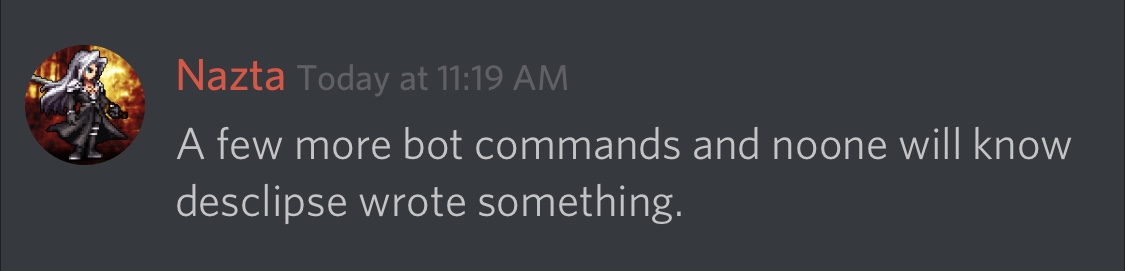 Nazta Today at 11:19 AM
A few more bot commands and noone will know
desclipse wrote something.